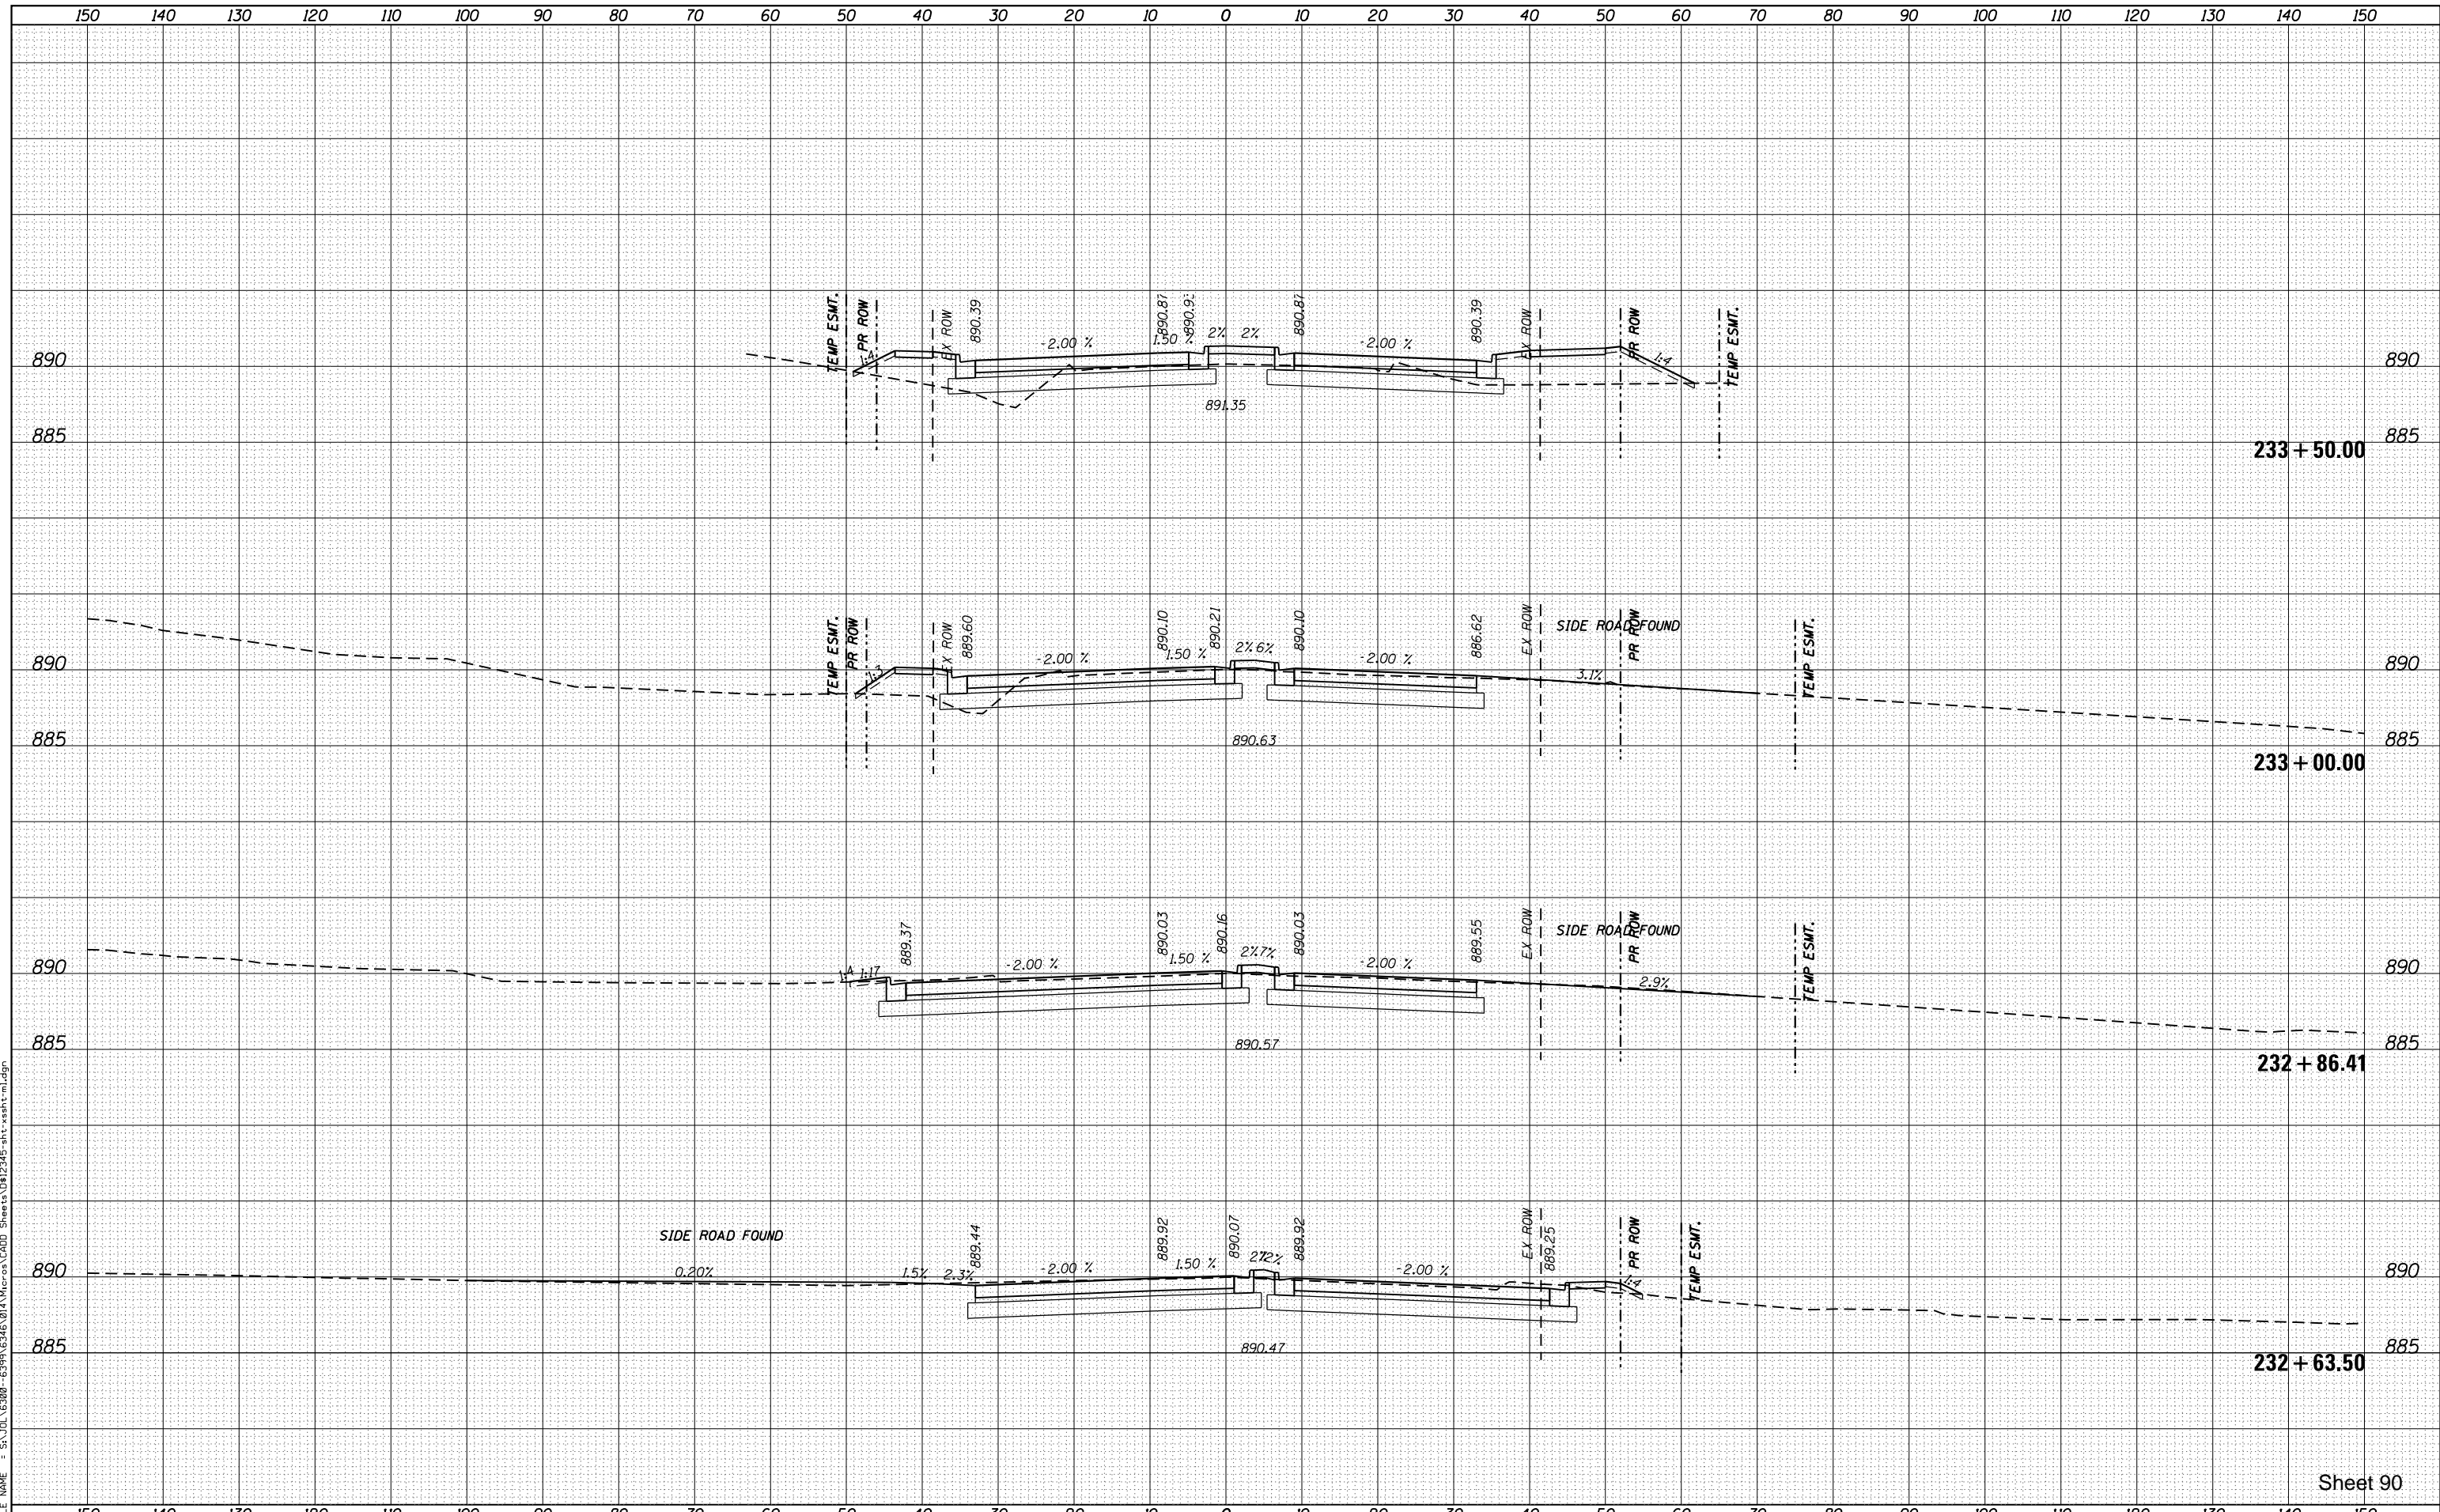 150 140 130 120 110 100 90 80 70 60 50 40 30 20 10 0 10 20 30 40 50 60 70 80 90 100 110 120 130 140 150
TEMP ESMT. PR ROW EX ROW 890.39 890.87 890.93 890.87 890.39 EX ROW PR ROW TEMP ESMT.
1:4 -2.00 % 1.50 % 2% 2% -2.00 % 1:4
890 890
891.35
885 885
233+50.00
TEMP ESMT. PR ROW EX ROW 889.60 890.10 890.21 890.10 886.62 EX ROW SIDE ROAD FOUND PR ROW TEMP ESMT.
1:3 -2.00 % 1.50 % 2% 6% -2.00 % 3.1%
890 890
890.63
885 885
233+00.00
889.37 890.03 890.16 890.03 889.55 EX ROW SIDE ROAD FOUND PR ROW TEMP ESMT.
1:4 1:17 -2.00 % 1.50 % 2% 7% -2.00 % 2.9%
890 890
890.57
885 885
232+86.41
SIDE ROAD FOUND 889.44 889.92 890.07 889.92 EX ROW 889.25 PR ROW TEMP ESMT.
0.20% 1.5% 2.3% -2.00 % 1.50 % 2% 2% -2.00 % 1:4
890 890
890.47
885 885
232+63.50
Sheet 90